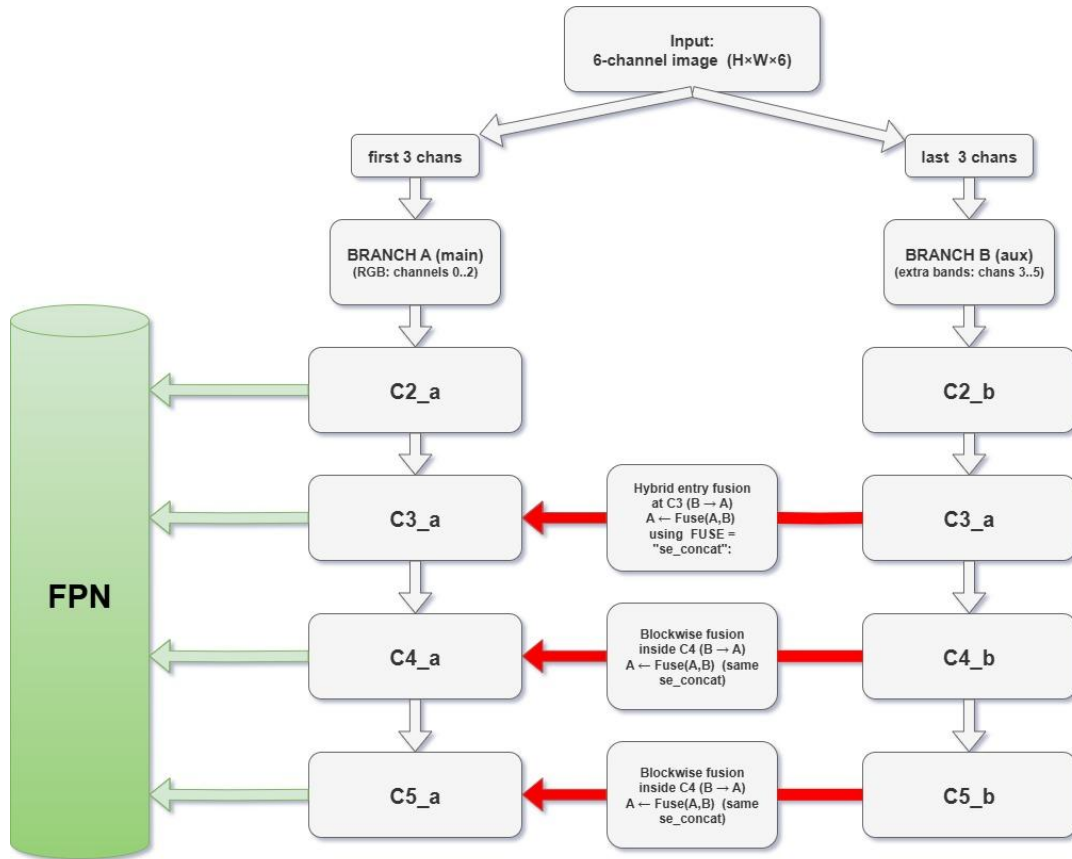 Input:
6-channel image (H×W×6)
first 3 chans
last 3 chans
BRANCH A (main)
(RGB: channels 0..2)
BRANCH B (aux)
(extra bands: chans 3..5)
C2_a
C2_b
C3_a
Hybrid entry fusion
at C3 (B → A)
A ← Fuse(A,B)
using FUSE =
"se_concat":
C3_a
FPN
C4_a
Blockwise fusion
inside C4 (B → A)
A ← Fuse(A,B) (same
se_concat)
C4_b
C5_a
Blockwise fusion
inside C4 (B → A)
A ← Fuse(A,B) (same
se_concat)
C5_b